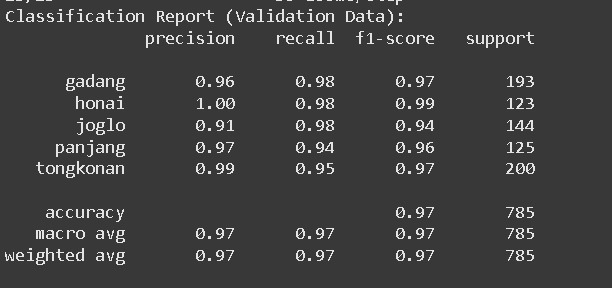 Classification Report (Validation Data):
precision recall f1-score support
gadang 0.96 0.98 0.97 193
honai 1.00 0.98 0.99 123
joglo 0.91 0.98 0.94 144
panjang 0.97 0.94 0.96 125
tongkonan 0.99 0.95 0.97 200
accuracy 0.97 785
macro avg 0.97 0.97 0.97 785
weighted avg 0.97 0.97 0.97 785